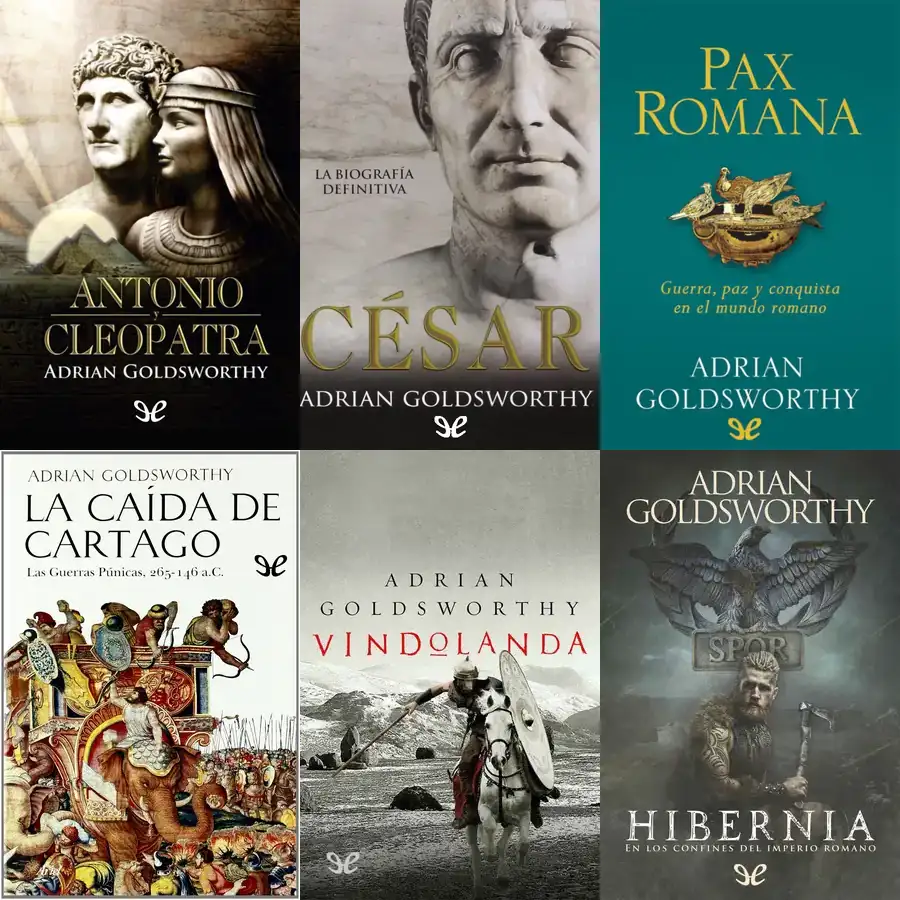 ANTONIO
y
CLEOPATRA
ADRIAN GOLDSWORTHY
LA BIOGRAFÍA
DEFINITIVA
CÉSAR
ADRIAN GOLDSWORTHY
PAX
ROMANA
Guerra, paz y conquista
en el mundo romano
ADRIAN
GOLDSWORTHY
ADRIAN GOLDSWORTHY
LA CAÍDA DE
CARTAGO
Las Guerras Púnicas, 265-146 a.C.
ADRIAN
GOLDSWORTHY
VINDOLANDA
ADRIAN
GOLDSWORTHY
SPQR
HIBERNIA
EN LOS CONFINES DEL IMPERIO ROMANO